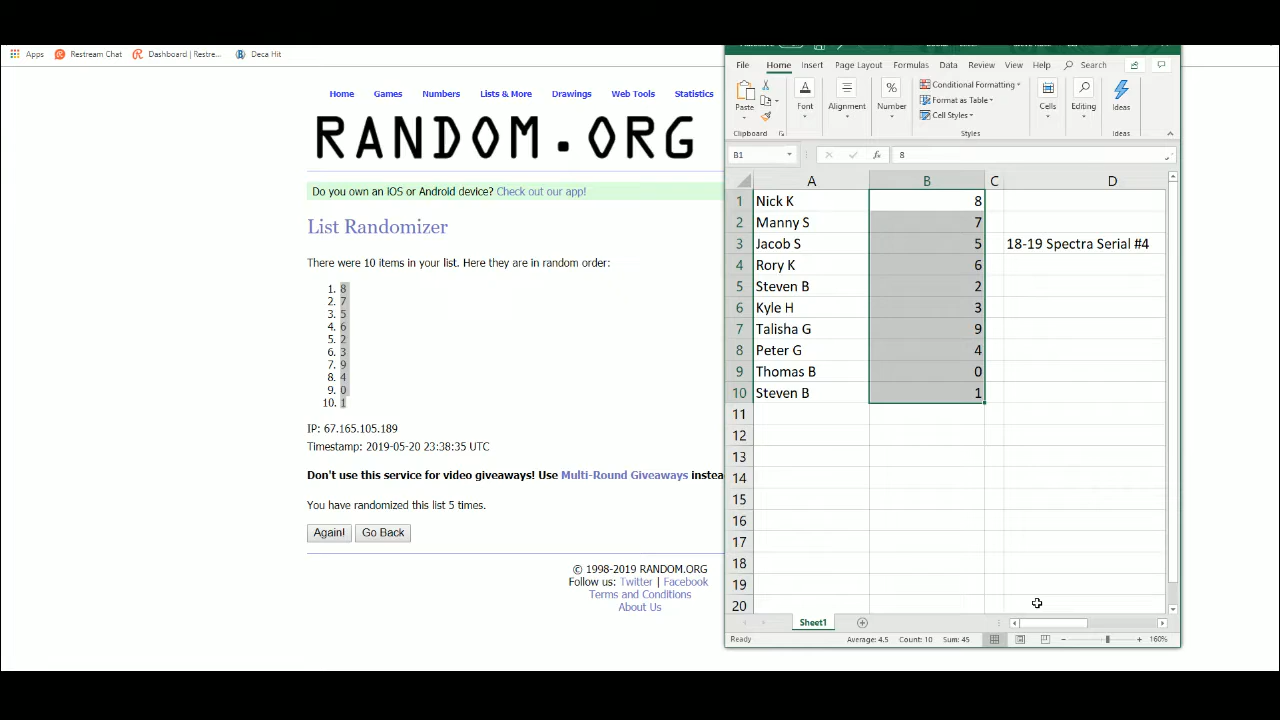 Apps Restream Chat Dashboard | Restre... Deca Hit
Home Games Numbers Lists & More Drawings Web Tools Statistics
RANDOM.ORG
Do you own an iOS or Android device? Check out our app!
List Randomizer
There were 10 items in your list. Here they are in random order:
1. 8
2. 7
3. 5
4. 6
5. 2
6. 3
7. 9
8. 4
9. 0
10. 1
IP: 67.165.105.189
Timestamp: 2019-05-20 23:38:35 UTC
Don't use this service for video giveaways! Use Multi-Round Giveaways instea
You have randomized this list 5 times.
Again! Go Back
© 1998-2019 RANDOM.ORG
Follow us: Twitter | Facebook
Terms and Conditions
About Us
File Home Insert Page Layout Formulas Data Review View Help Search
Paste Font Alignment Number Conditional Formatting Format as Table Cell Styles Cells Editing Ideas
Clipboard Styles Ideas
B1 fx 8
A B C D
1 Nick K 8
2 Manny S 7
3 Jacob S 5 18-19 Spectra Serial #4
4 Rory K 6
5 Steven B 2
6 Kyle H 3
7 Talisha G 9
8 Peter G 4
9 Thomas B 0
10 Steven B 1
11
12
13
14
15
16
17
18
19
20
Sheet1
Ready Average: 4.5 Count: 10 Sum: 45 160%